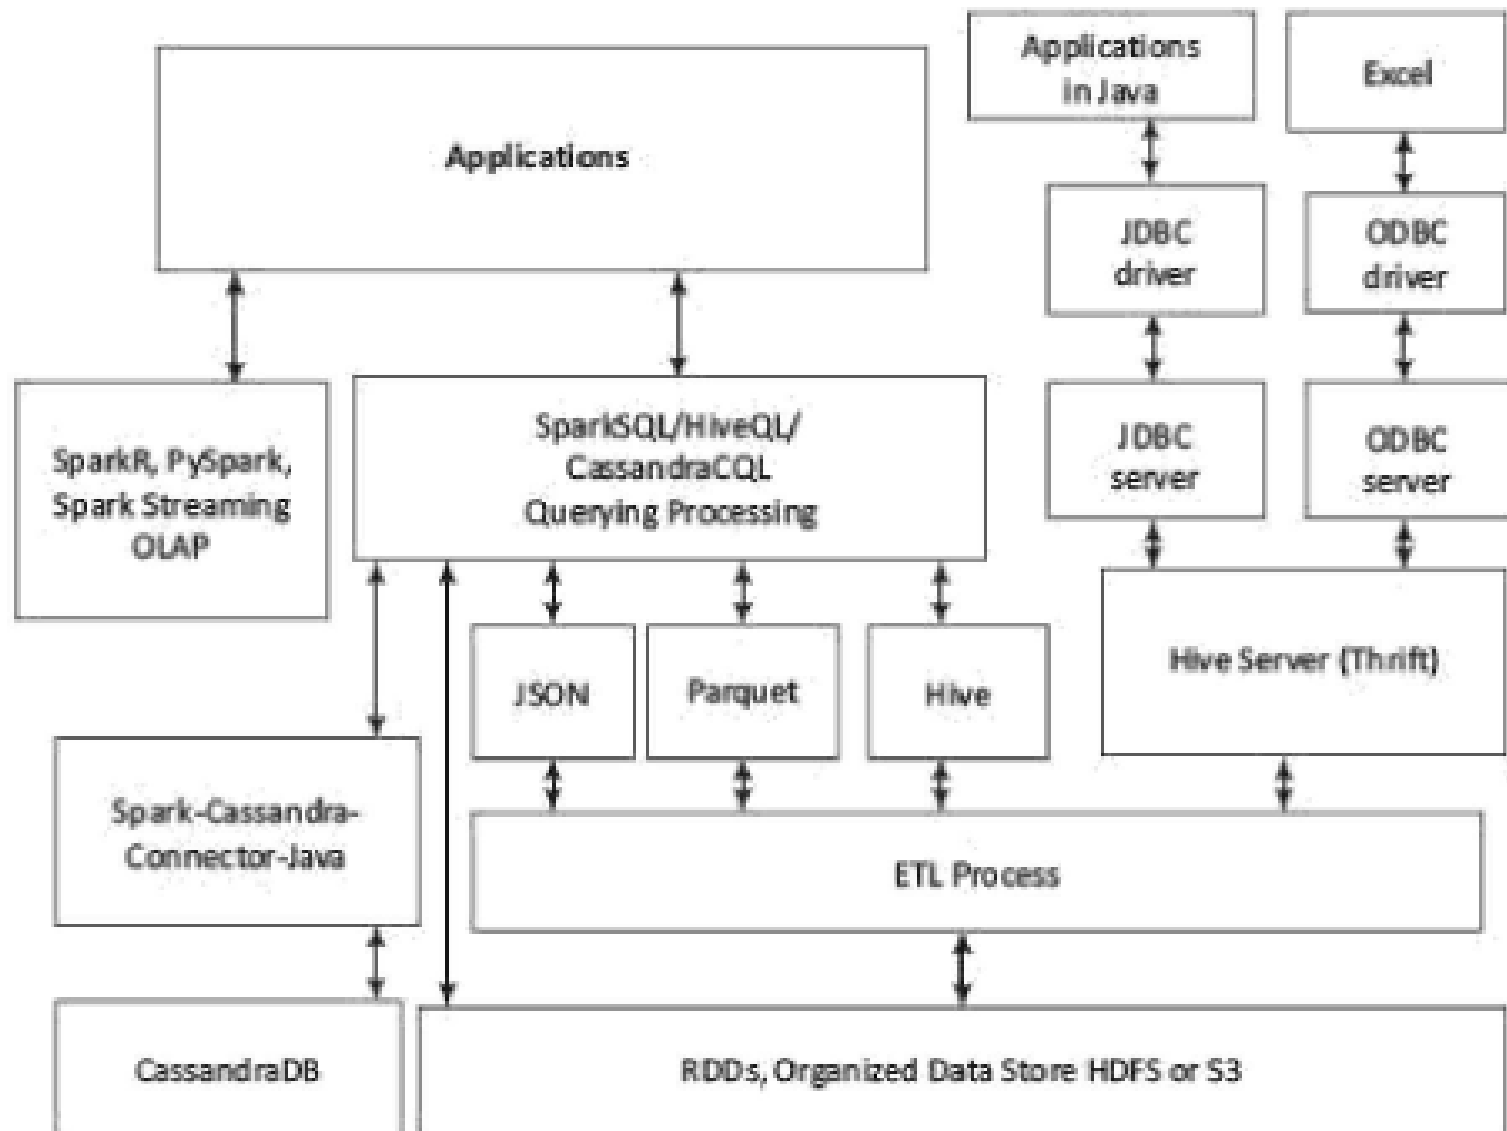 Applications
in Java
Excel
Applications
JDBC
driver
ODBC
driver
SparkR, PySpark,
Spark Streaming
OLAP
SparkSQL/HiveQL/
CassandraCQL
Querying Processing
JDBC
server
ODBC
server
JSON
Parquet
Hive
Hive Server (Thrift)
Spark-Cassandra-
Connector-Java
ETL Process
CassandraDB
RDDs, Organized Data Store HDFS or S3